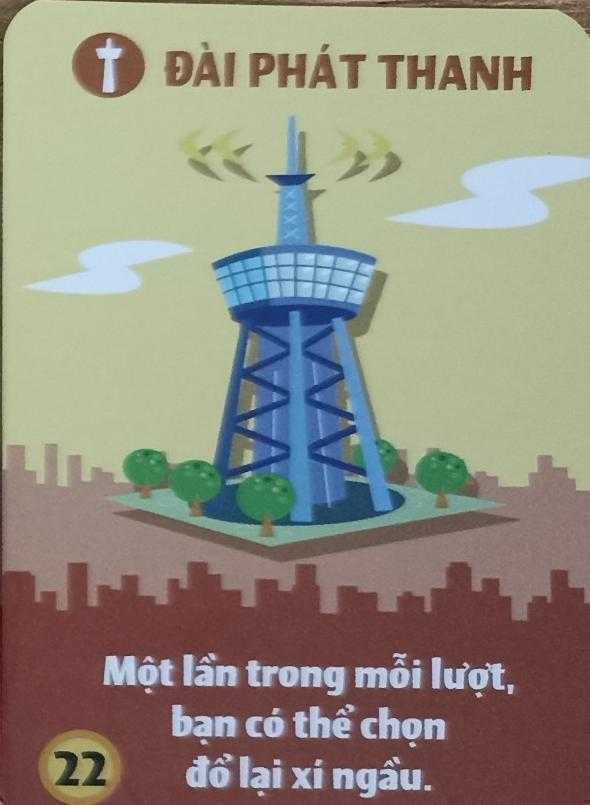 ĐÀI PHÁT THANH
Một lần trong mỗi lượt,
bạn có thể chọn
đổ lại xí ngầu.
22